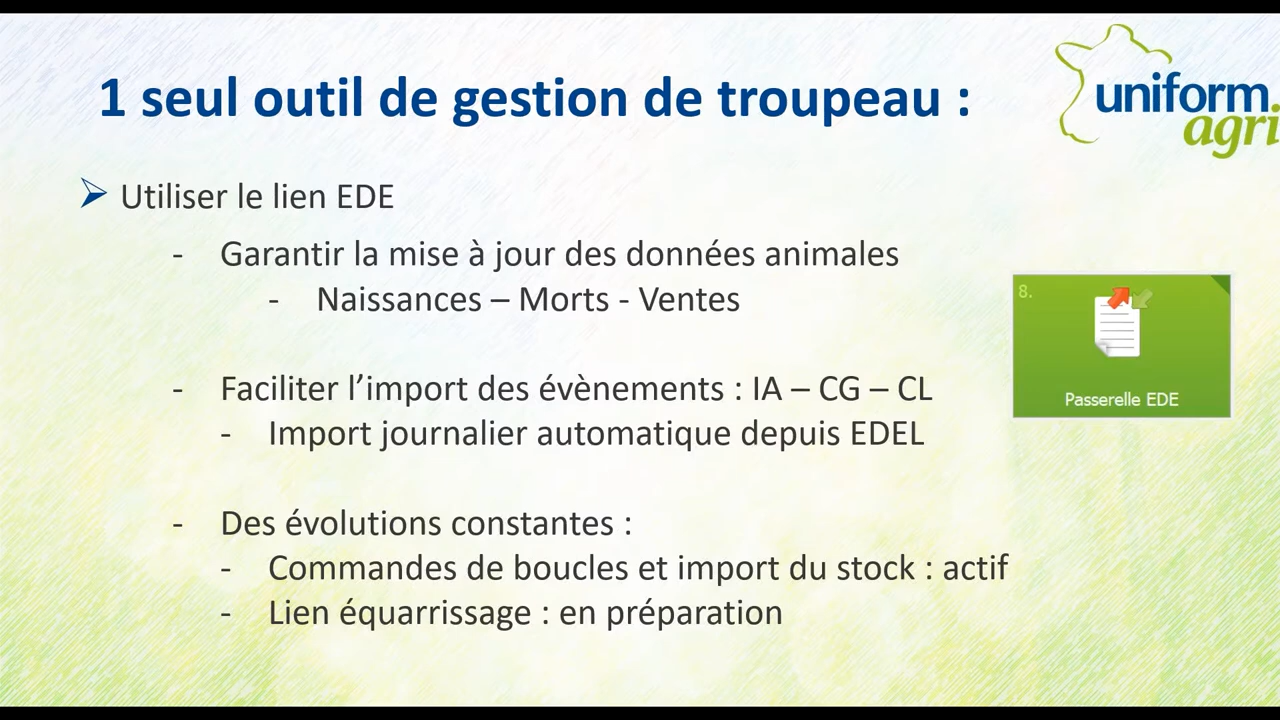 1 seul outil de gestion de troupeau :
uniform.
agri
Utiliser le lien EDE
- Garantir la mise à jour des données animales
- Naissances – Morts - Ventes
8.
- Faciliter l’import des évènements : IA – CG – CL
Passerelle EDE
- Import journalier automatique depuis EDEL
- Des évolutions constantes :
- Commandes de boucles et import du stock : actif
- Lien équarrissage : en préparation